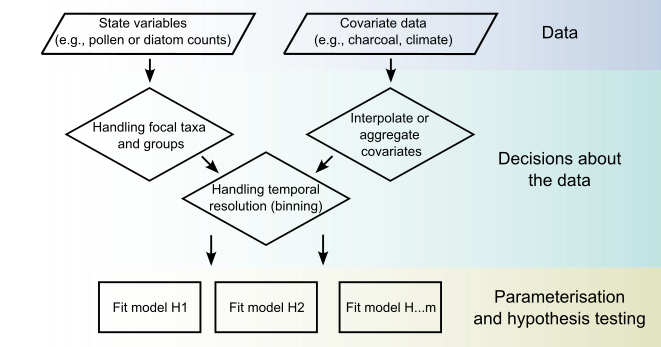 State variables
(e.g., pollen or diatom counts)
Covariate data
(e.g., charcoal, climate)
Data
Handling focal taxa
and groups
Interpolate or
aggregate
covariates
Decisions about
the data
Handling temporal
resolution (binning)
Fit model H1
Fit model H2
Fit model H...m
Parameterisation
and hypothesis testing